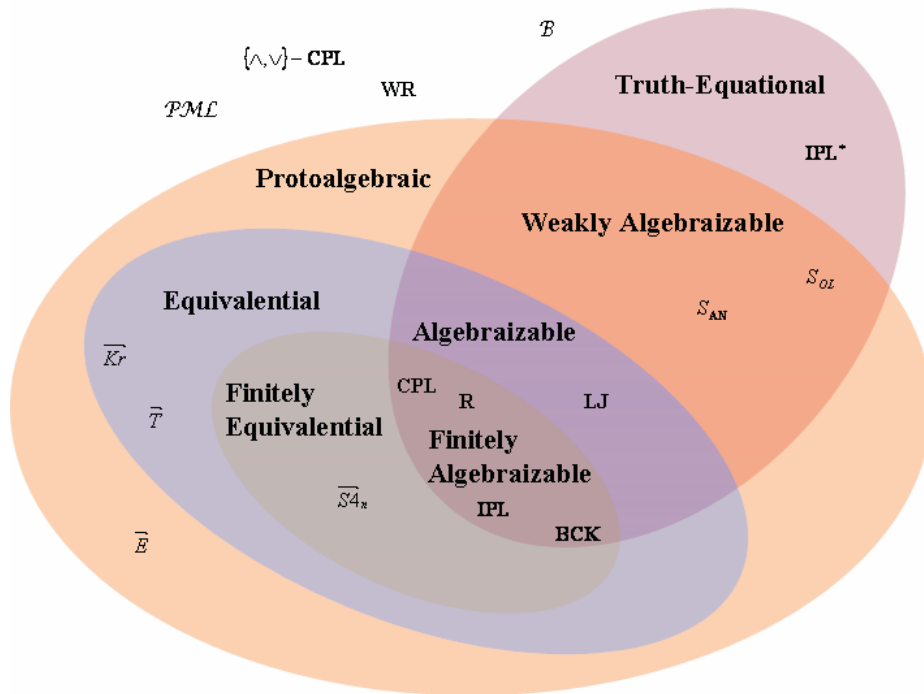 ℬ
{∧,∨}– CPL
WR
Truth-Equational
𝒫ℳℒ
IPL*
Protoalgebraic
Weakly Algebraizable
S_OL
S_AN
Equivalential
Algebraizable
K⃗r
CPL
R
LJ
Finitely
Equivalential
T⃗
Finitely
Algebraizable
S⃗4ₙ
IPL
BCK
E⃗